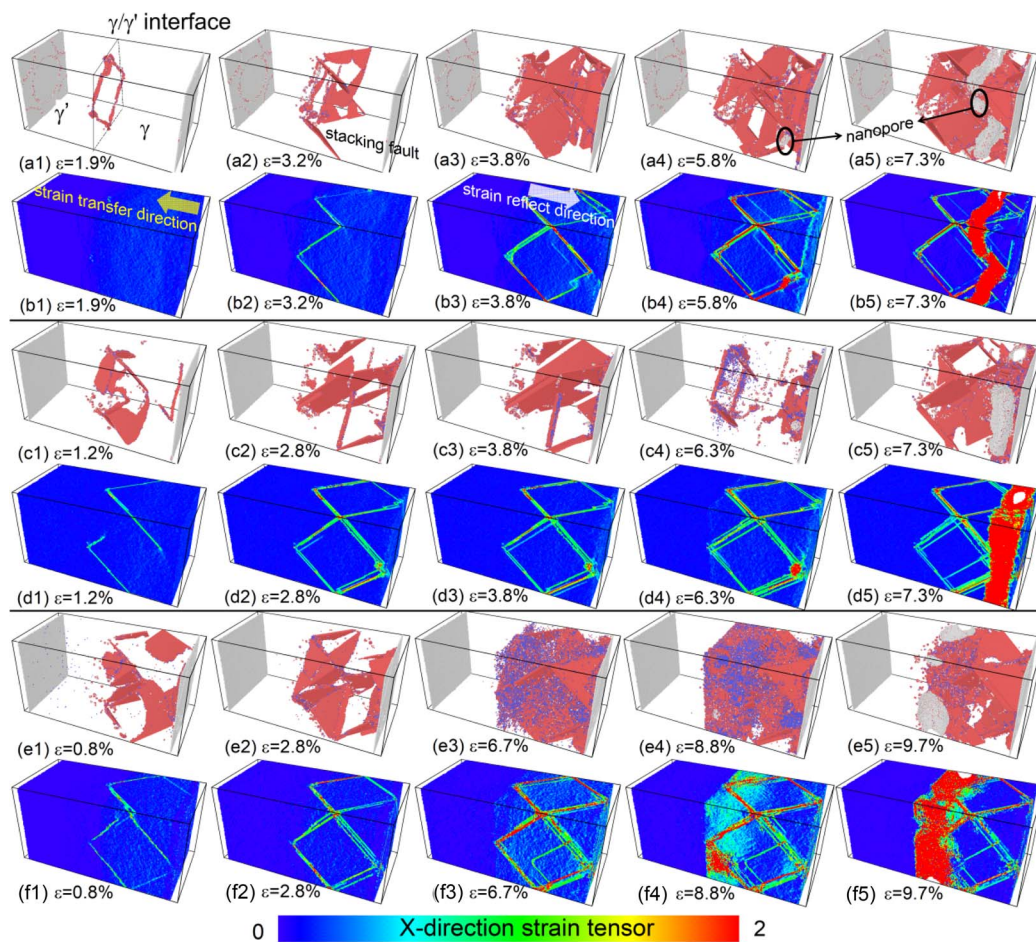 γ/γ' interface
γ'
γ
stacking fault
nanopore
(a1) ε=1.9%
(a2) ε=3.2%
(a3) ε=3.8%
(a4) ε=5.8%
(a5) ε=7.3%
strain transfer direction
strain reflect direction
(b1) ε=1.9%
(b2) ε=3.2%
(b3) ε=3.8%
(b4) ε=5.8%
(b5) ε=7.3%
(c1) ε=1.2%
(c2) ε=2.8%
(c3) ε=3.8%
(c4) ε=6.3%
(c5) ε=7.3%
(d1) ε=1.2%
(d2) ε=2.8%
(d3) ε=3.8%
(d4) ε=6.3%
(d5) ε=7.3%
(e1) ε=0.8%
(e2) ε=2.8%
(e3) ε=6.7%
(e4) ε=8.8%
(e5) ε=9.7%
(f1) ε=0.8%
(f2) ε=2.8%
(f3) ε=6.7%
(f4) ε=8.8%
(f5) ε=9.7%
0 X-direction strain tensor 2